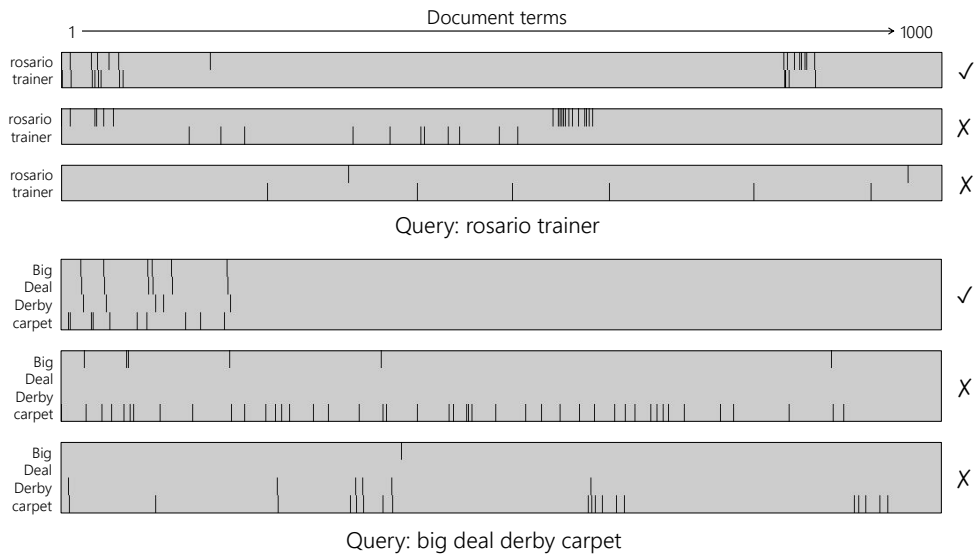 Document terms
1 1000
rosario
trainer
✓
rosario
trainer
✗
rosario
trainer
✗
Query: rosario trainer
Big
Deal
Derby
carpet
✓
Big
Deal
Derby
carpet
✗
Big
Deal
Derby
carpet
✗
Query: big deal derby carpet